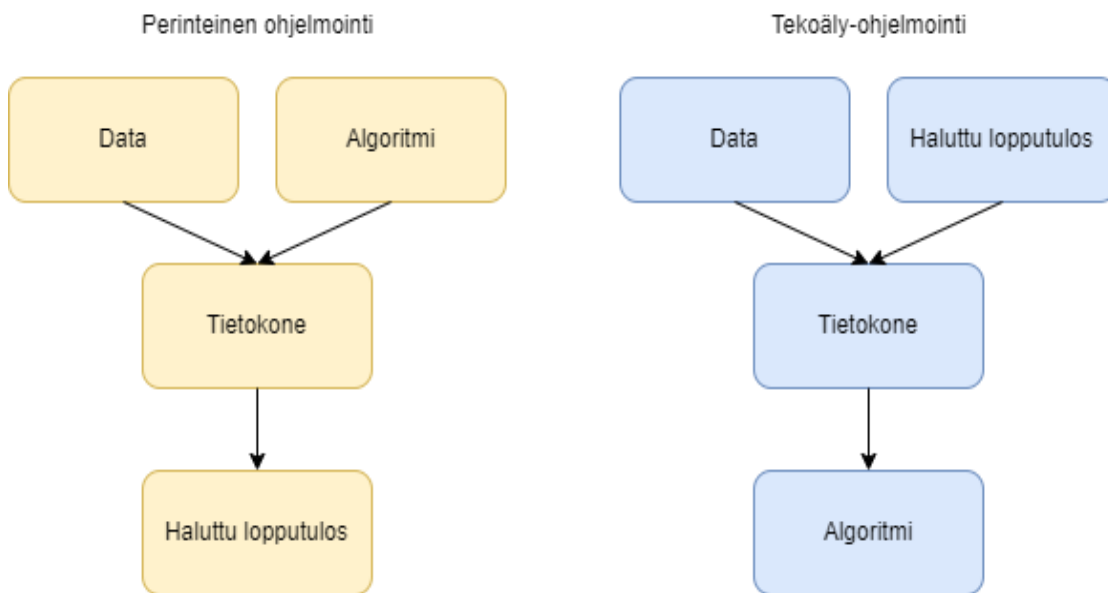 Perinteinen ohjelmointi
Data
Algoritmi
Tietokone
Haluttu lopputulos
Tekoäly-ohjelmointi
Data
Haluttu lopputulos
Tietokone
Algoritmi